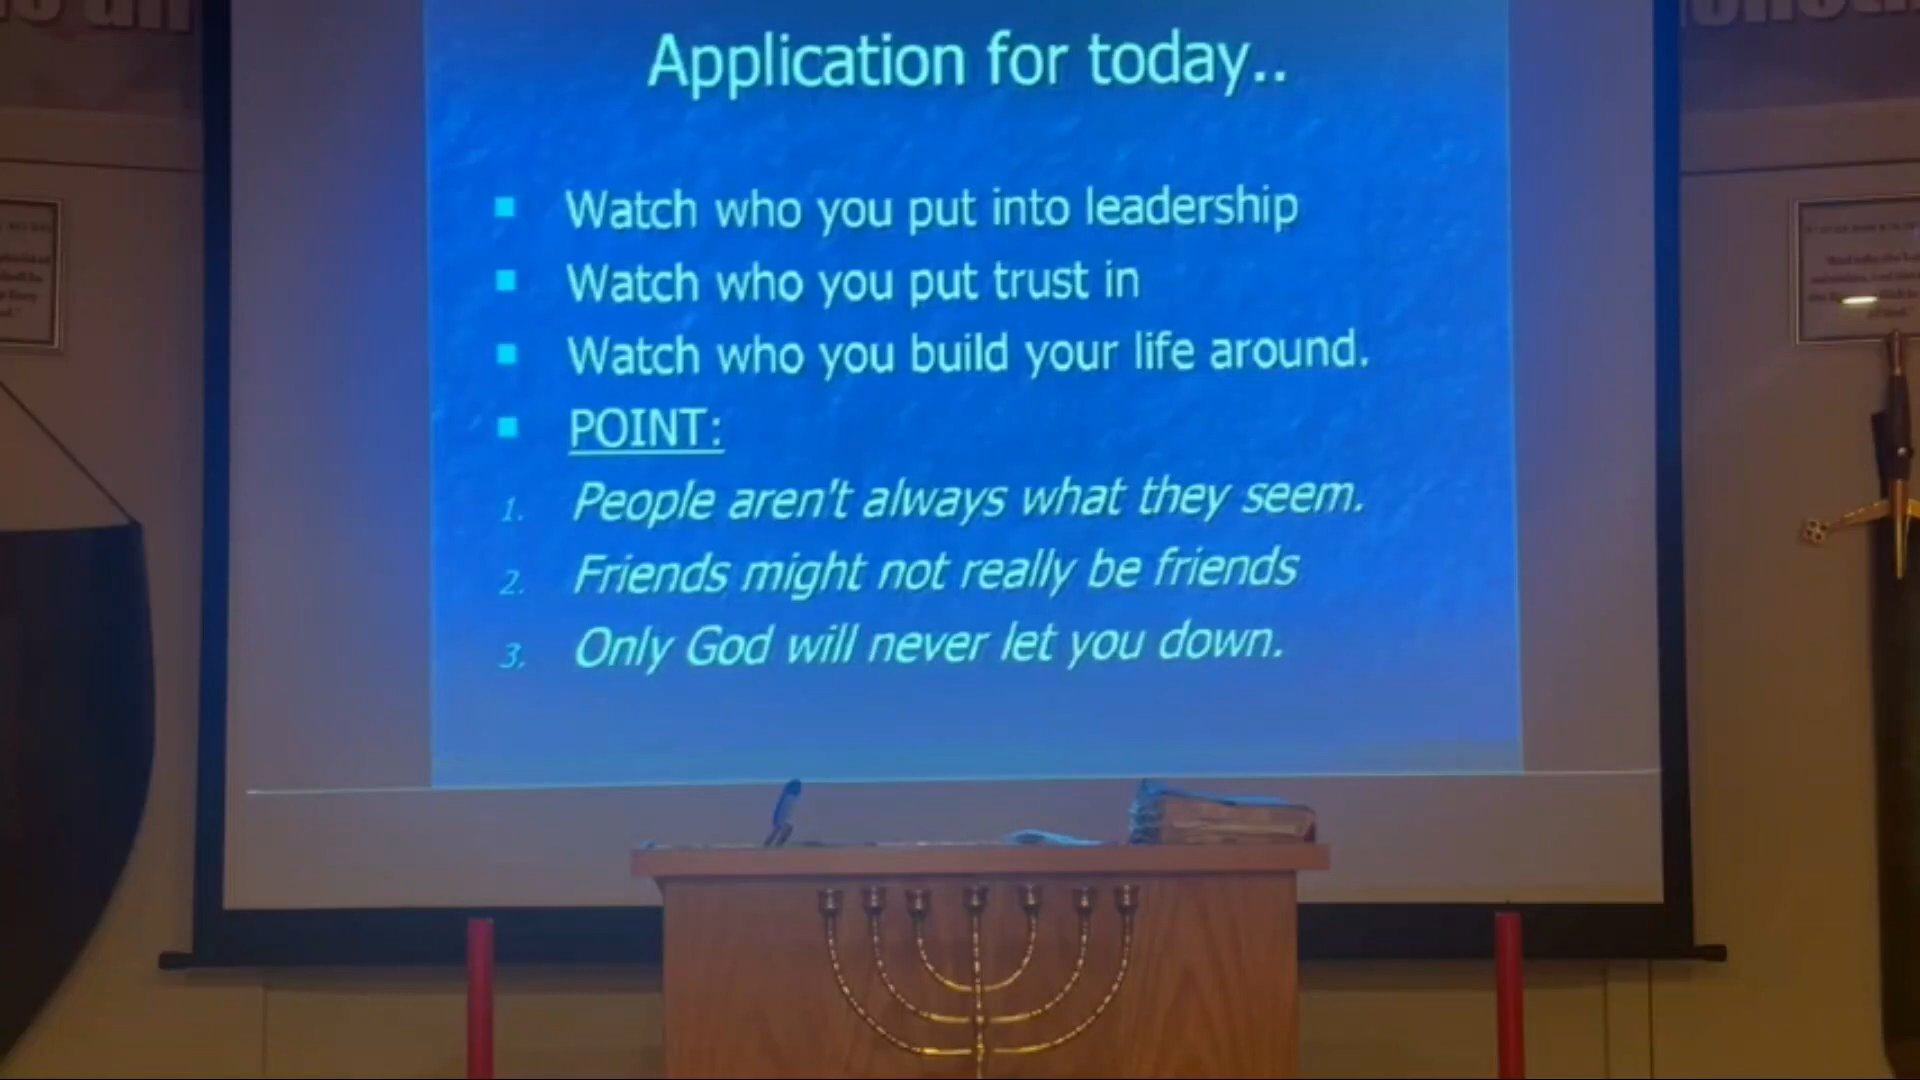 Application for today..
Watch who you put into leadership
Watch who you put trust in
Watch who you build your life around.
POINT:
1. People aren't always what they seem.
2. Friends might not really be friends
3. Only God will never let you down.